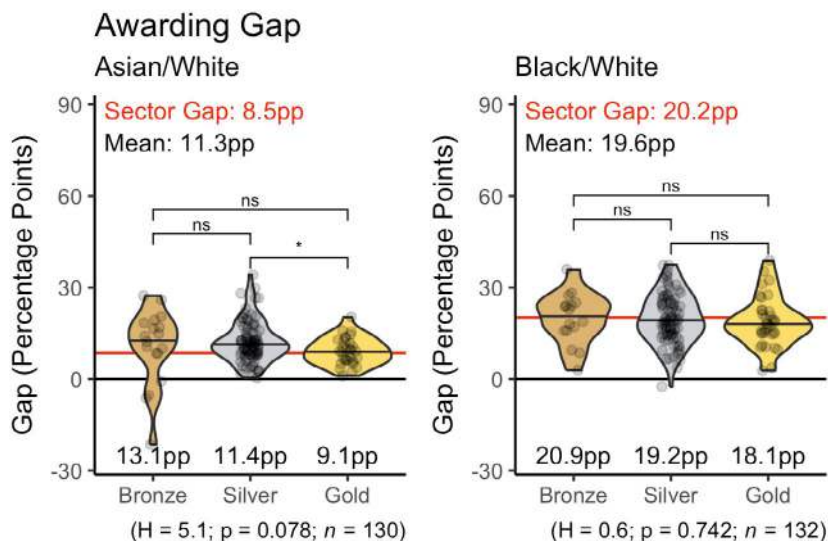 Awarding Gap
Asian/White
Gap (Percentage Points)
90
60
30
0
-30
Sector Gap: 8.5pp
Mean: 11.3pp
ns
ns
*
13.1pp 11.4pp 9.1pp
Bronze Silver Gold
(H = 5.1; p = 0.078; n = 130)
Black/White
Gap (Percentage Points)
90
60
30
0
-30
Sector Gap: 20.2pp
Mean: 19.6pp
ns
ns
ns
20.9pp 19.2pp 18.1pp
Bronze Silver Gold
(H = 0.6; p = 0.742; n = 132)